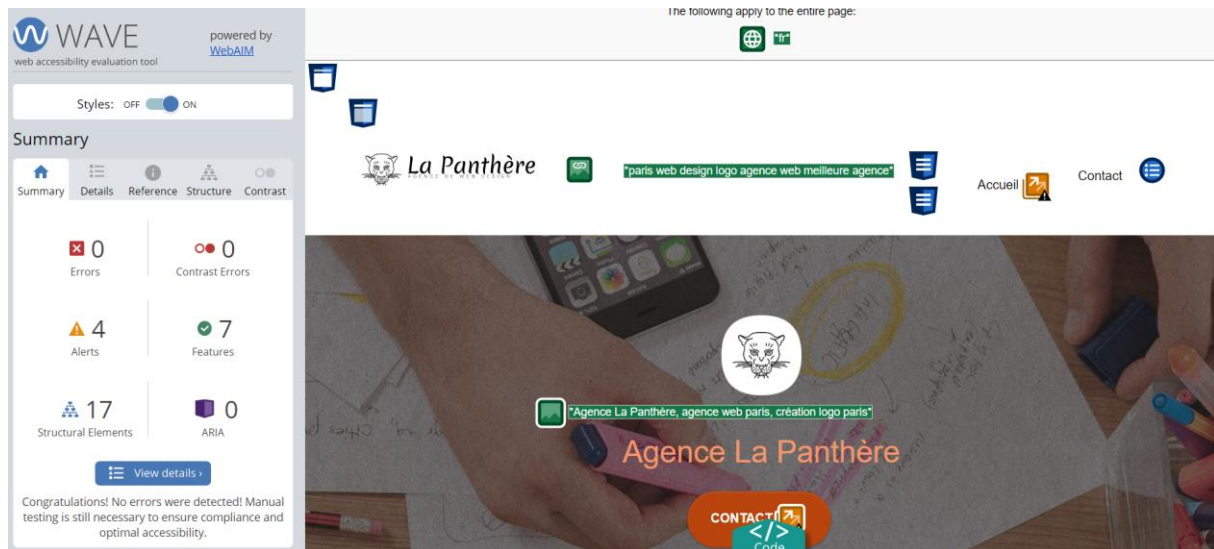 WAVE
web accessibility evaluation tool
powered by
WebAIM
Styles: OFF ON
Summary
Summary Details Reference Structure Contrast
0
Errors
0
Contrast Errors
4
Alerts
7
Features
17
Structural Elements
0
ARIA
View details ›
Congratulations! No errors were detected! Manual
testing is still necessary to ensure compliance and
optimal accessibility.
The following apply to the entire page:
*fr*
La Panthère
AGENCE DE WEB DESIGN
*paris web design logo agence web meilleure agence*
Accueil
Contact
*Agence La Panthère, agence web paris, création logo paris*
Agence La Panthère
CONTACT
</>
Code